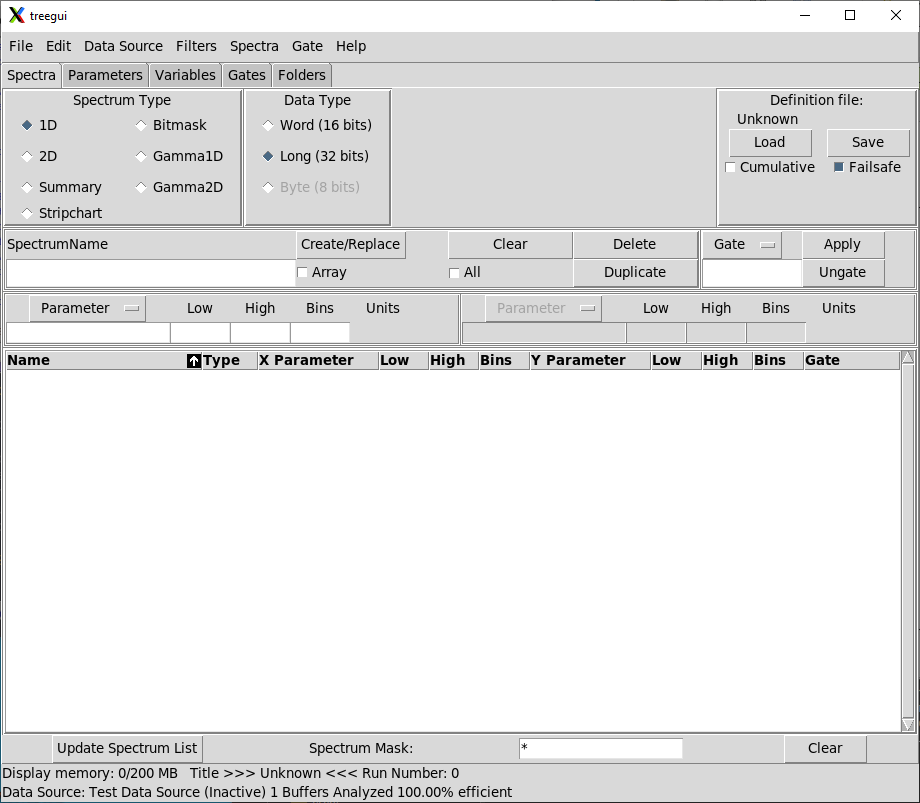 treegui
File Edit Data Source Filters Spectra Gate Help
Spectra Parameters Variables Gates Folders
Spectrum Type Data Type Definition file:
Unknown
1D Bitmask Word (16 bits)
Load Save
2D Gamma1D Long (32 bits)
Cumulative Failsafe
Summary Gamma2D Byte (8 bits)
Stripchart
SpectrumName Create/Replace Clear Delete Gate Apply
Array All Duplicate Ungate
Parameter Low High Bins Units Parameter Low High Bins Units
Name Type X Parameter Low High Bins Y Parameter Low High Bins Gate
Update Spectrum List Spectrum Mask: * Clear
Display memory: 0/200 MB Title >>> Unknown <<< Run Number: 0
Data Source: Test Data Source (Inactive) 1 Buffers Analyzed 100.00% efficient